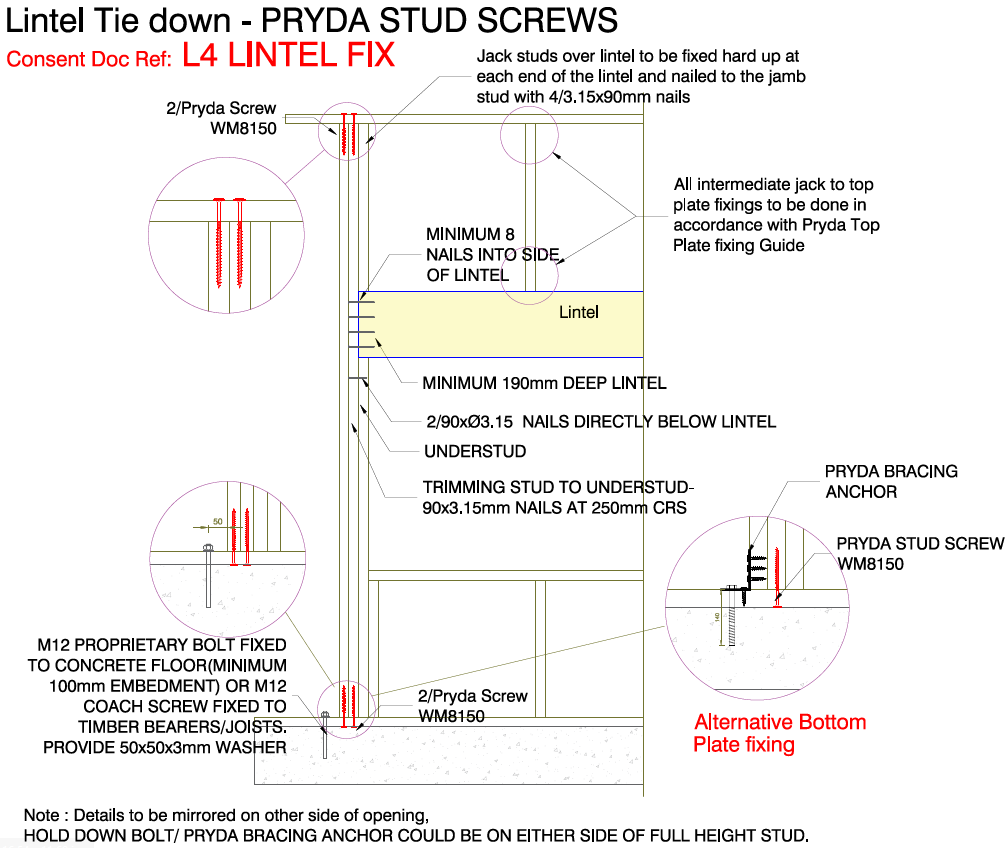 Lintel Tie down - PRYDA STUD SCREWS
Consent Doc Ref: L4 LINTEL FIX
Jack studs over lintel to be fixed hard up at
each end of the lintel and nailed to the jamb
stud with 4/3.15x90mm nails
2/Pryda Screw
WM8150
All intermediate jack to top
plate fixings to be done in
accordance with Pryda Top
Plate fixing Guide
MINIMUM 8
NAILS INTO SIDE
OF LINTEL
Lintel
MINIMUM 190mm DEEP LINTEL
2/90xØ3.15 NAILS DIRECTLY BELOW LINTEL
UNDERSTUD
TRIMMING STUD TO UNDERSTUD-
90x3.15mm NAILS AT 250mm CRS
PRYDA BRACING
ANCHOR
PRYDA STUD SCREW
WM8150
50
140
M12 PROPRIETARY BOLT FIXED
TO CONCRETE FLOOR(MINIMUM
100mm EMBEDMENT) OR M12
COACH SCREW FIXED TO
TIMBER BEARERS/JOISTS.
PROVIDE 50x50x3mm WASHER
2/Pryda Screw
WM8150
Alternative Bottom
Plate fixing
Note : Details to be mirrored on other side of opening,
HOLD DOWN BOLT/ PRYDA BRACING ANCHOR COULD BE ON EITHER SIDE OF FULL HEIGHT STUD.